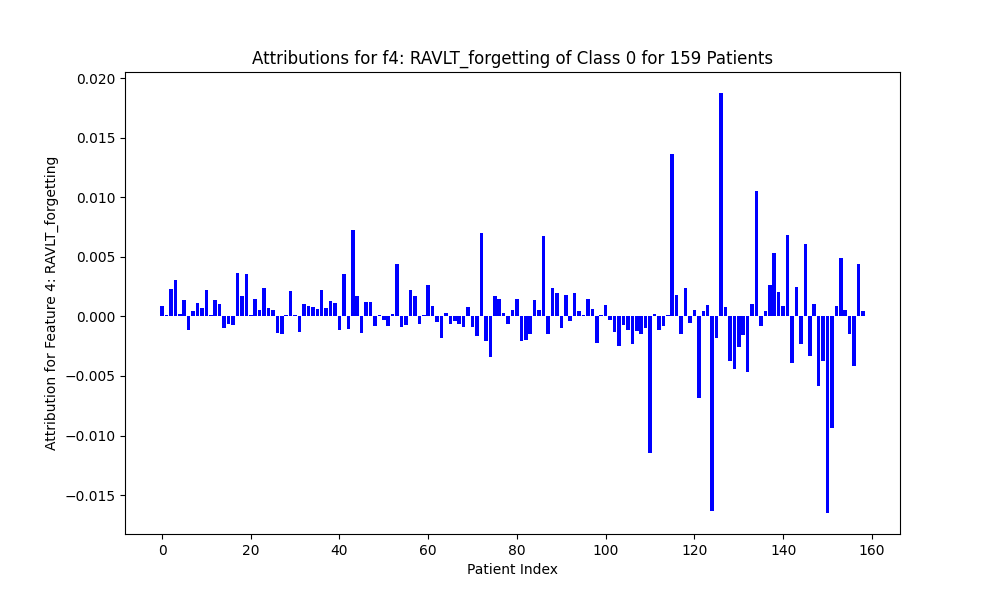 Attributions for f4: RAVLT_forgetting of Class 0 for 159 Patients
Attribution for Feature 4: RAVLT_forgetting
0.020
0.015
0.010
0.005
0.000
−0.005
−0.010
−0.015
0 20 40 60 80 100 120 140 160
Patient Index